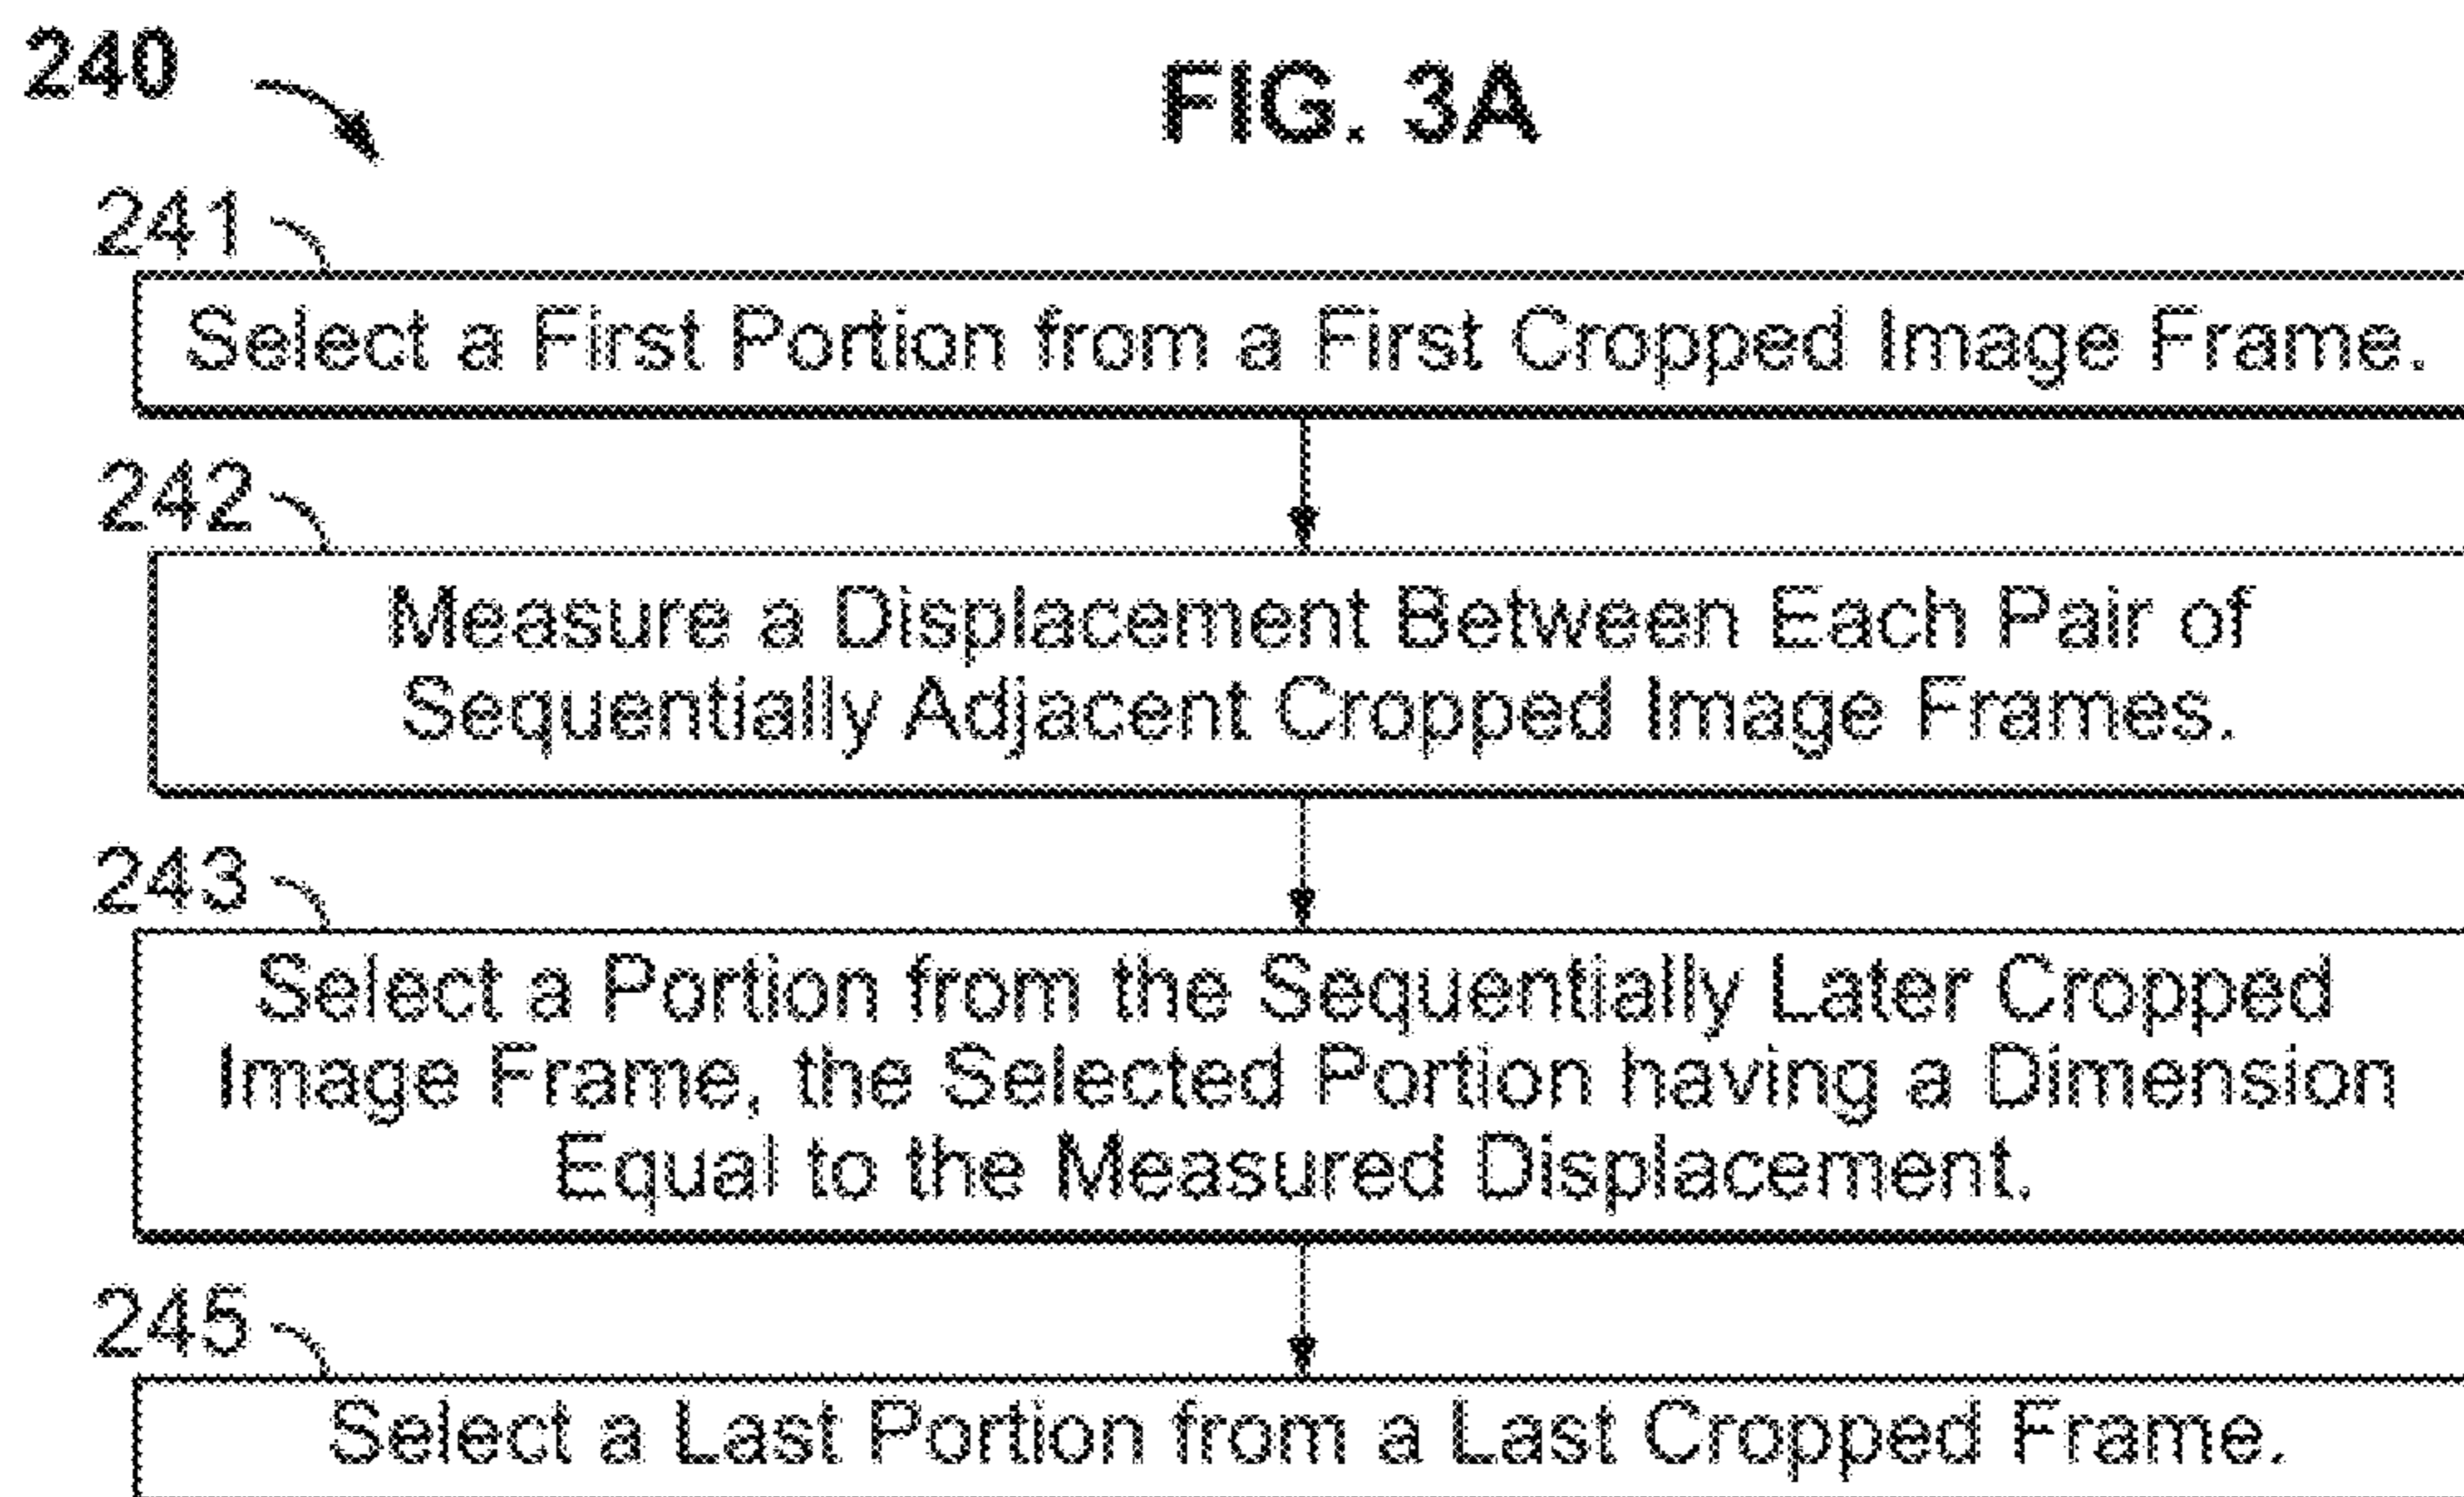 240
FIG. 3A
241
Select a First Portion from a First Cropped Image Frame.
242
Measure a Displacement Between Each Pair of
Sequentially Adjacent Cropped Image Frames.
243
Select a Portion from the Sequentially Later Cropped
Image Frame, the Selected Portion having a Dimension
Equal to the Measured Displacement.
245
Select a Last Portion from a Last Cropped Frame.